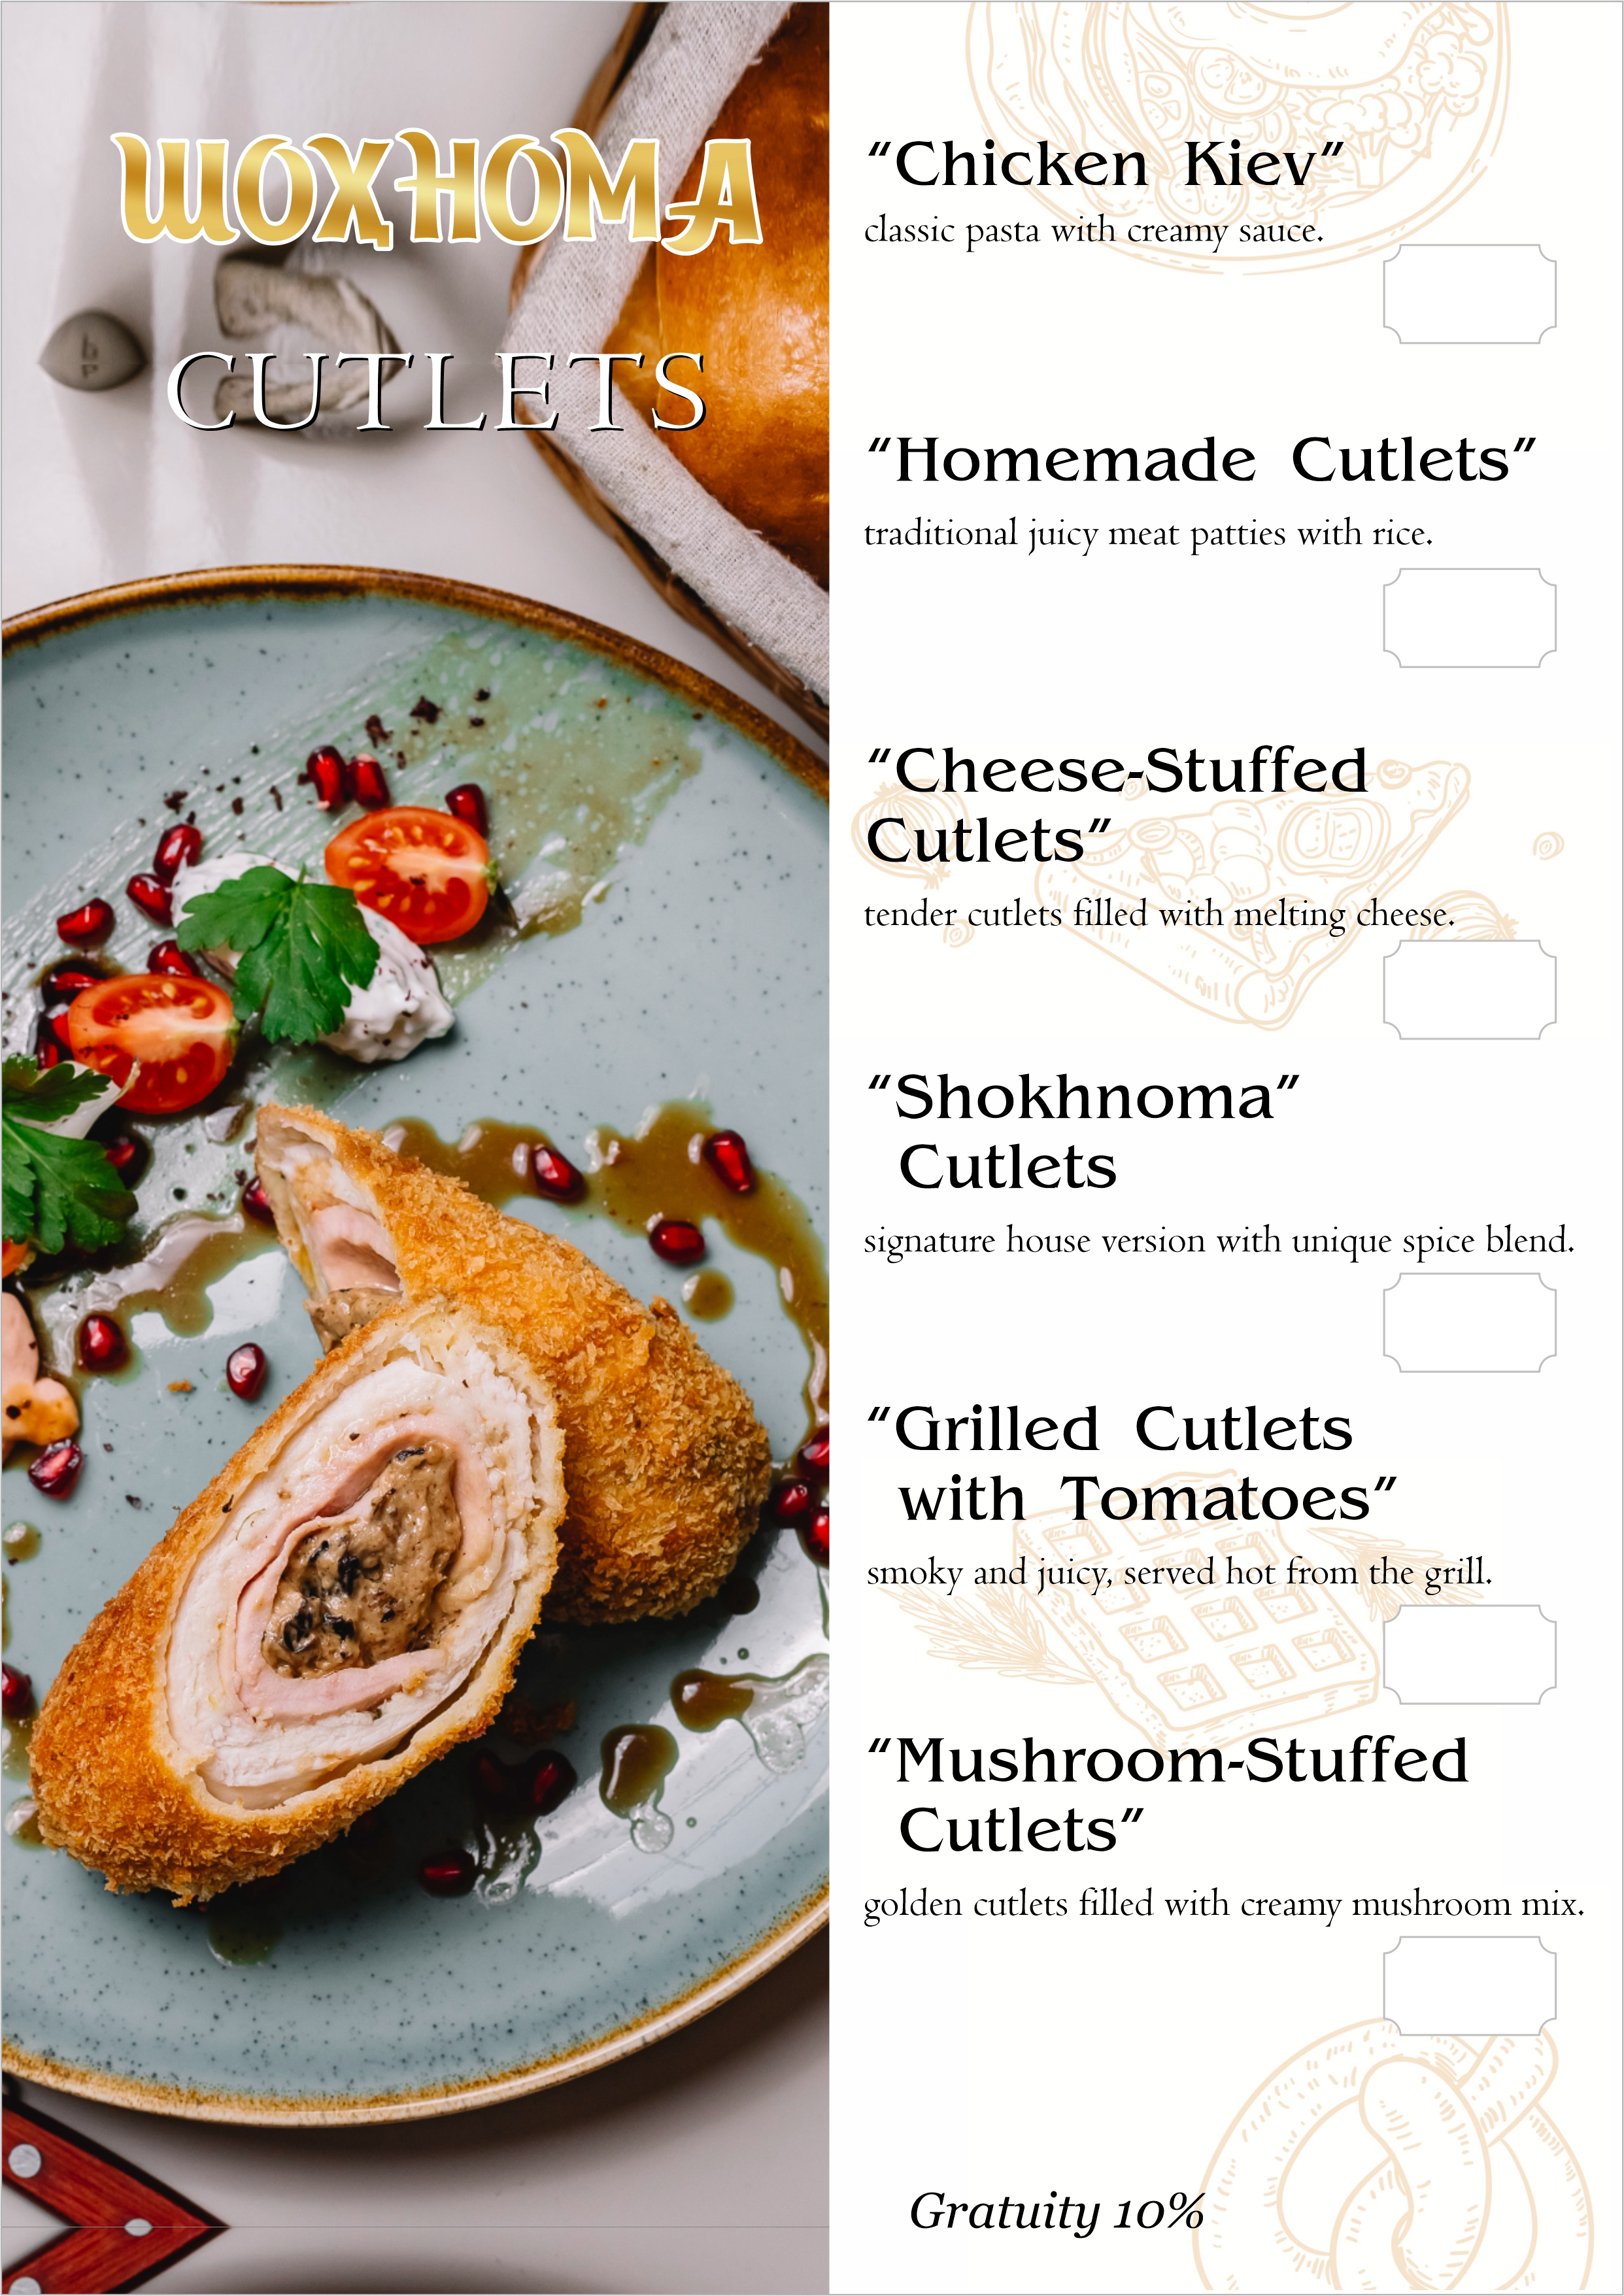 ШОҲНОМА
CUTLETS
“Chicken Kiev”
classic pasta with creamy sauce.
“Homemade Cutlets”
traditional juicy meat patties with rice.
“Cheese-Stuffed
Cutlets”
tender cutlets filled with melting cheese.
“Shokhnoma”
Cutlets
signature house version with unique spice blend.
“Grilled Cutlets
with Tomatoes”
smoky and juicy, served hot from the grill.
“Mushroom-Stuffed
Cutlets”
golden cutlets filled with creamy mushroom mix.
Gratuity 10%